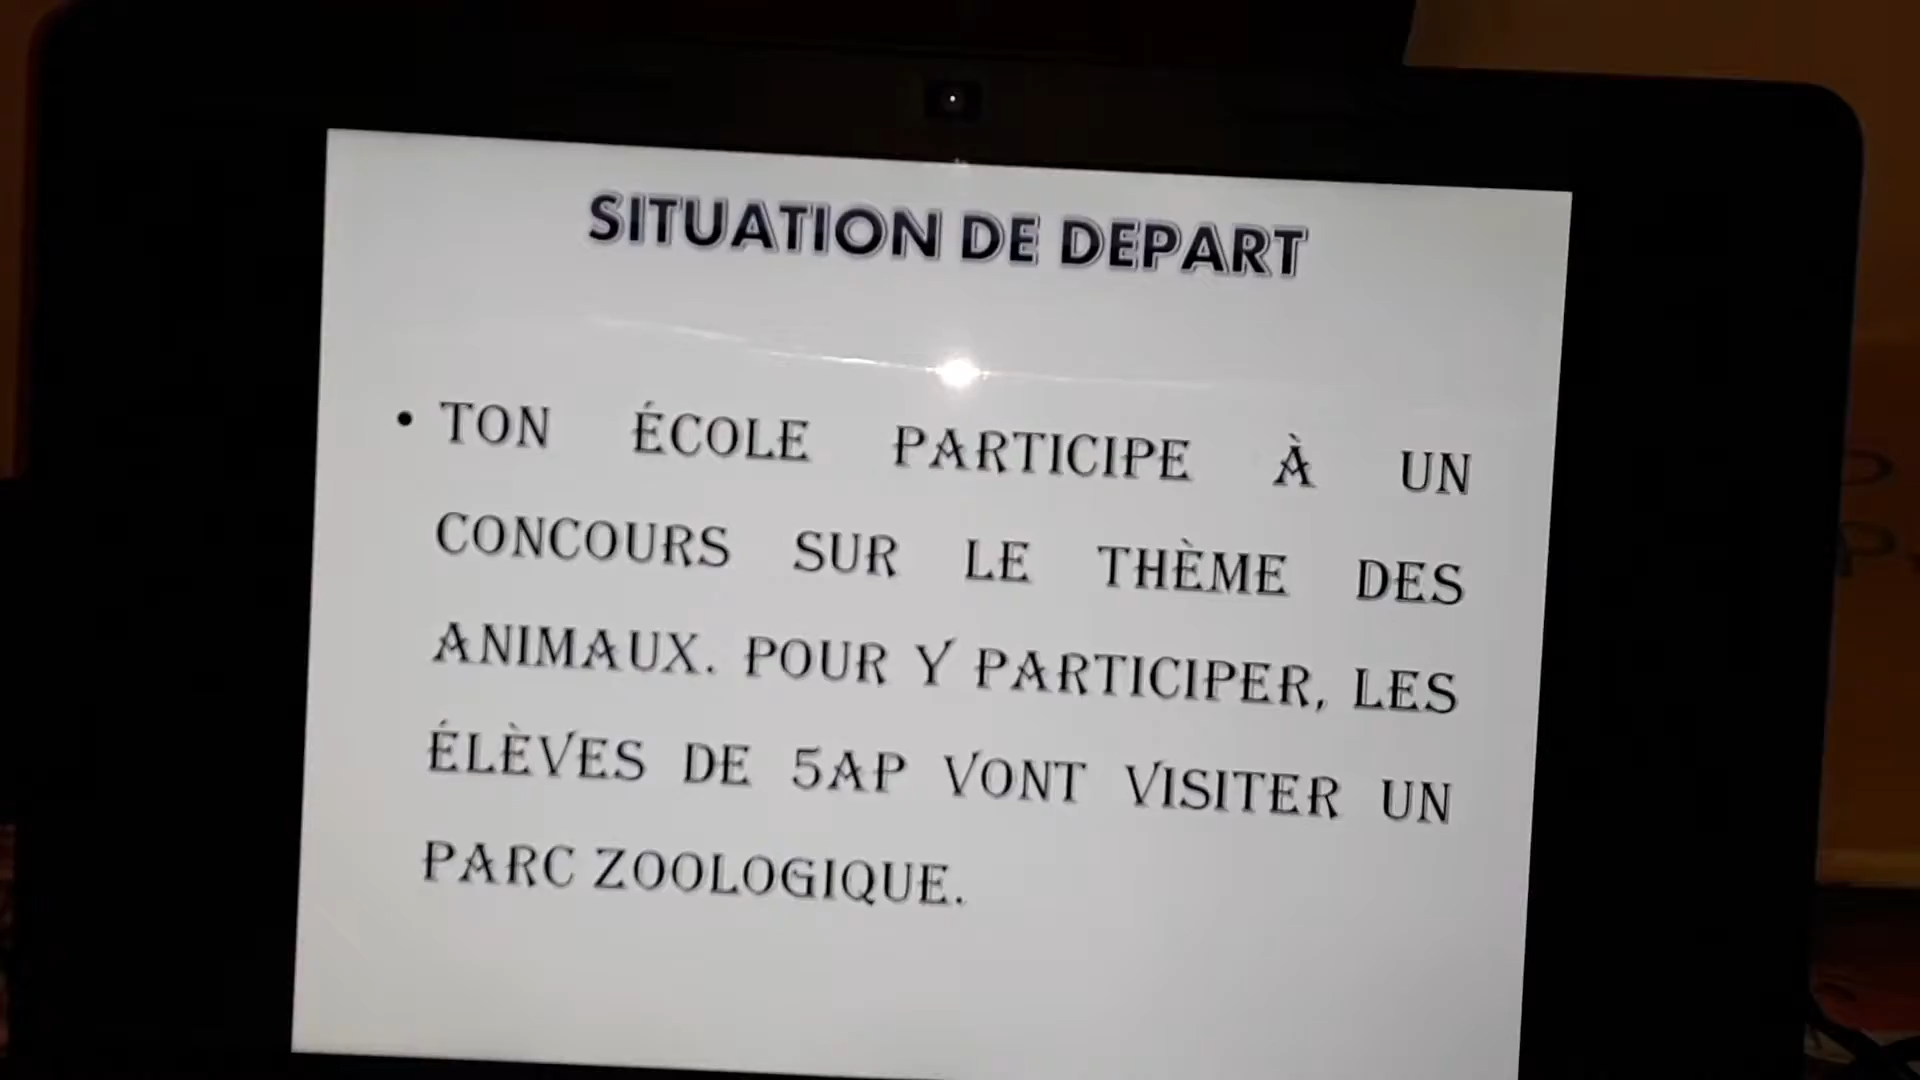 SITUATION DE DEPART
• TON ÉCOLE PARTICIPE À UN
CONCOURS SUR LE THÈME DES
ANIMAUX. POUR Y PARTICIPER, LES
ÉLÈVES DE 5AP VONT VISITER UN
PARC ZOOLOGIQUE.